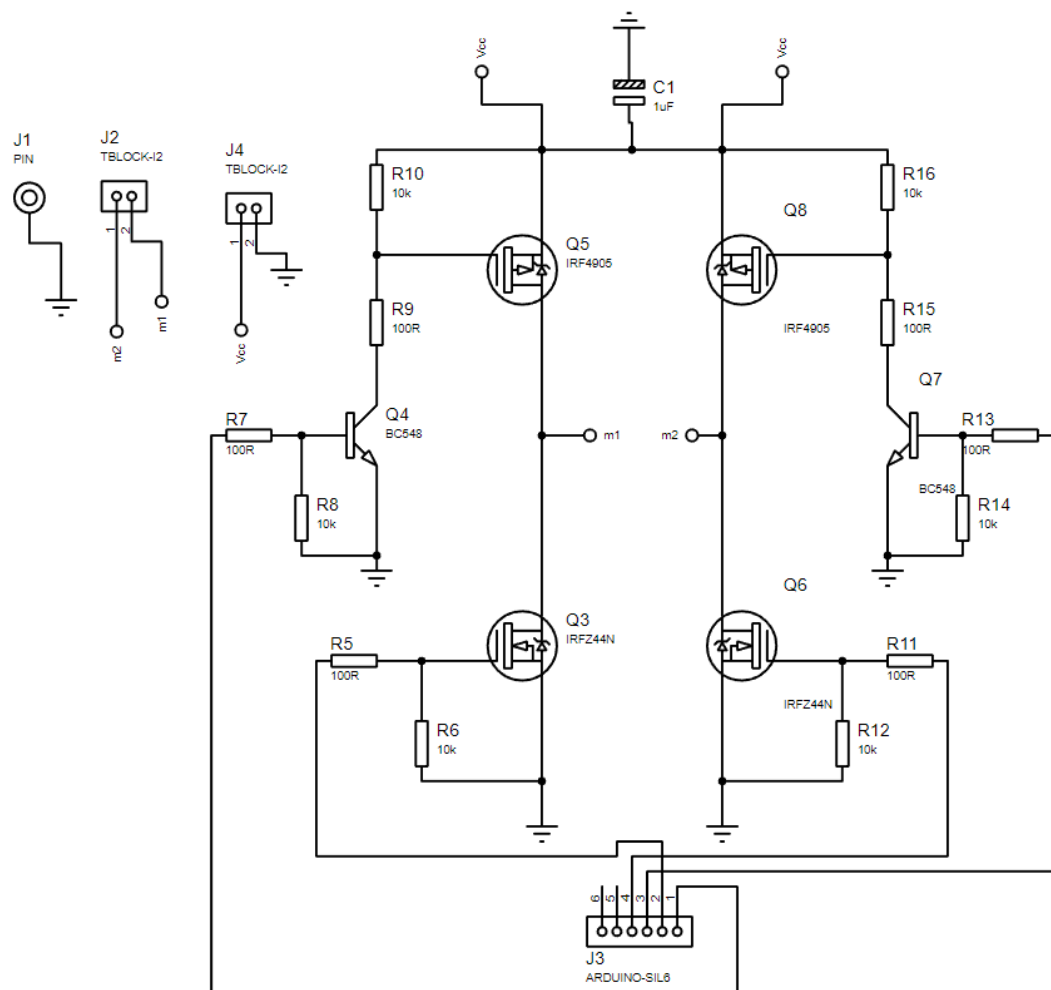 Vcc
Vcc
C1
1uF
J1
PIN
J2
TBLOCK-I2
1
2
m2
m1
J4
TBLOCK-I2
1
2
Vcc
R10
10k
R16
10k
Q5
IRF4905
Q8
IRF4905
R9
100R
R15
100R
Q4
BC548
Q7
BC548
R7
100R
R13
100R
m1
m2
R8
10k
R14
10k
Q3
IRFZ44N
Q6
IRFZ44N
R5
100R
R11
100R
R6
10k
R12
10k
6
5
4
3
2
1
J3
ARDUINO-SIL6